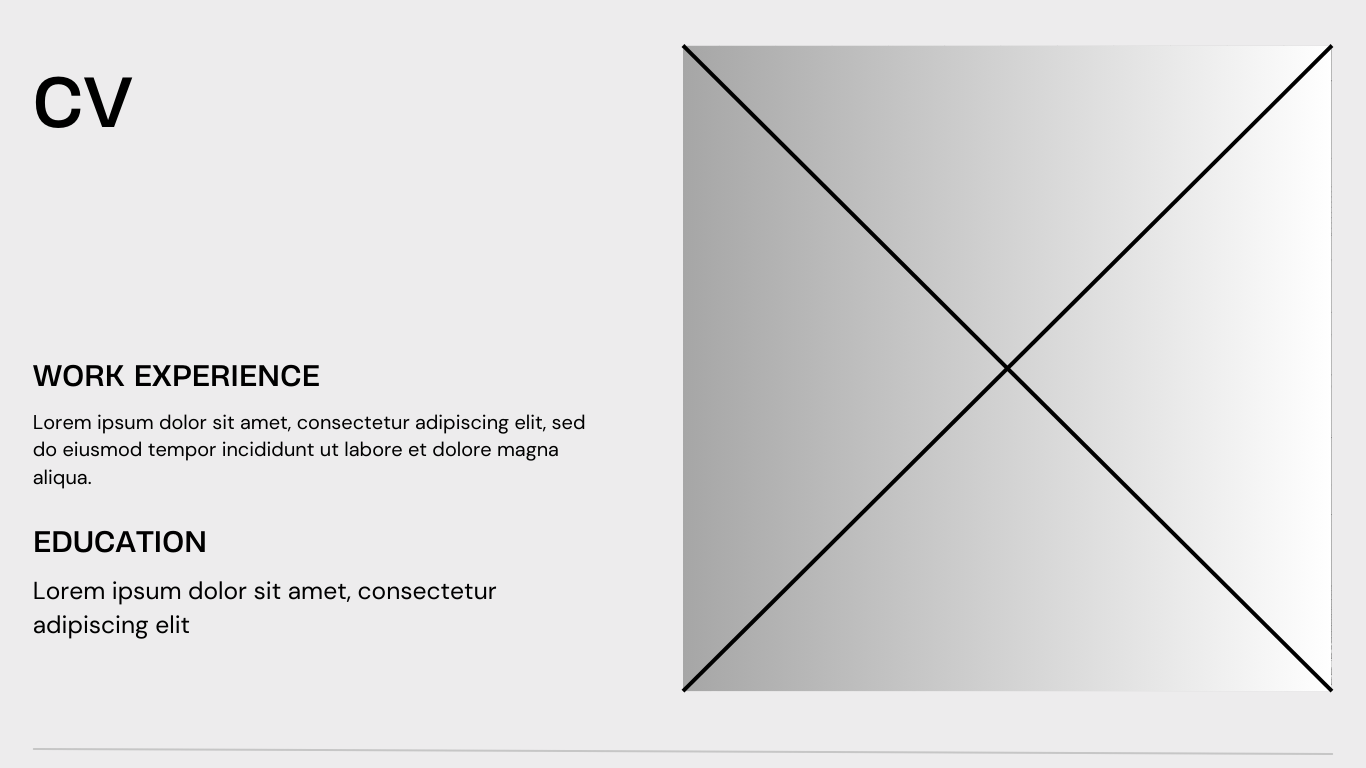 CV
WORK EXPERIENCE
Lorem ipsum dolor sit amet, consectetur adipiscing elit, sed
do eiusmod tempor incididunt ut labore et dolore magna
aliqua.
EDUCATION
Lorem ipsum dolor sit amet, consectetur
adipiscing elit